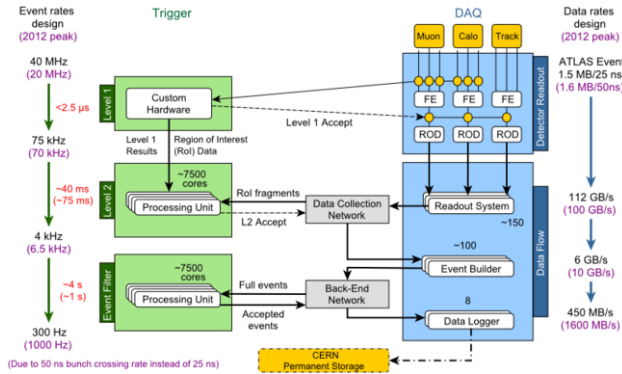 Event rates
design
(2012 peak)
Trigger
DAQ
Data rates
design
(2012 peak)
Muon
Calo
Track
40 MHz
(20 MHz)
ATLAS Event
1.5 MB/25 ns
(1.6 MB/50ns)
<2.5 µs
Level 1
Custom
Hardware
Level 1 Accept
FE
FE
FE
ROD
ROD
ROD
Detector Readout
75 kHz
(70 kHz)
Level 1
Results
Region of Interest
(RoI) Data
~40 ms
(~75 ms)
Level 2
~7500
cores
Processing Unit
RoI fragments
L2 Accept
Data Collection
Network
Readout System
~150
112 GB/s
(100 GB/s)
4 kHz
(6.5 kHz)
~100
Event Builder
Data Flow
6 GB/s
(10 GB/s)
~4 s
(~1 s)
Event Filter
~7500
cores
Processing Unit
Full events
Accepted
events
Back-End
Network
8
Data Logger
450 MB/s
(1600 MB/s)
300 Hz
(1000 Hz)
(Due to 50 ns bunch crossing rate instead of 25 ns)
CERN
Permanent Storage